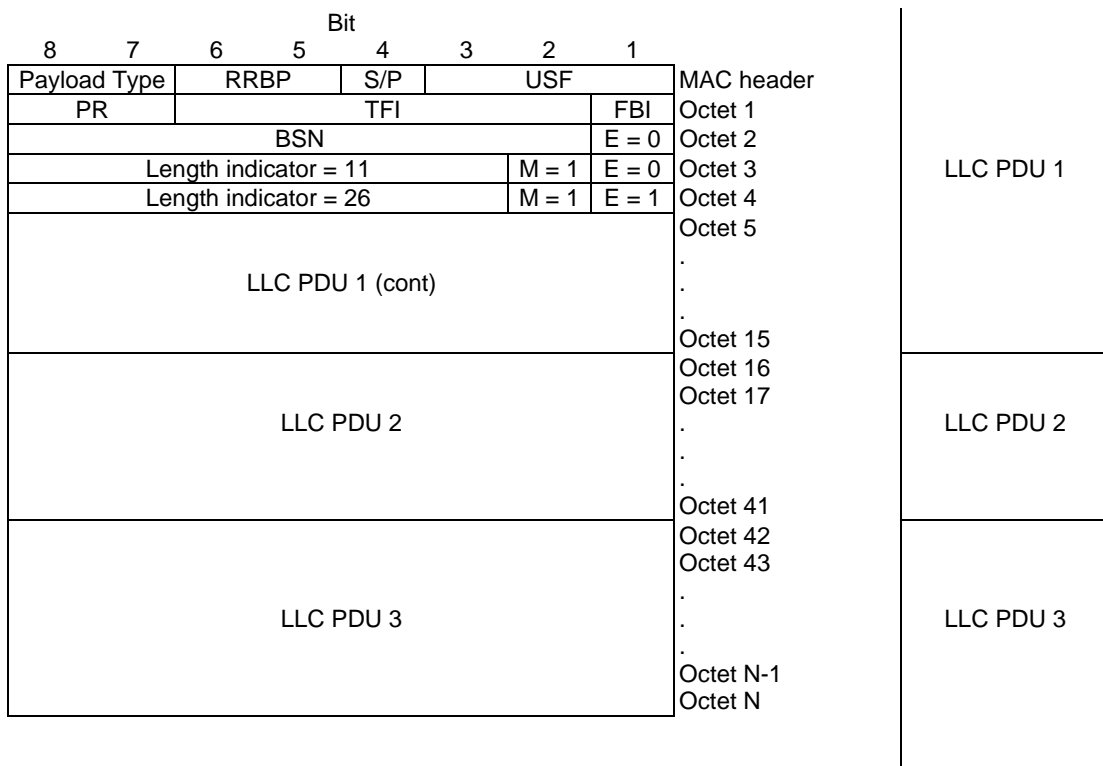 Bit
8 7 6 5 4 3 2 1
Payload Type RRBP S/P USF MAC header
PR TFI FBI Octet 1
BSN E = 0 Octet 2
Length indicator = 11 M = 1 E = 0 Octet 3 LLC PDU 1
Length indicator = 26 M = 1 E = 1 Octet 4
Octet 5
.
LLC PDU 1 (cont) .
.
Octet 15
Octet 16
Octet 17
LLC PDU 2 . LLC PDU 2
.
.
Octet 41
Octet 42
Octet 43
.
LLC PDU 3 . LLC PDU 3
.
Octet N-1
Octet N